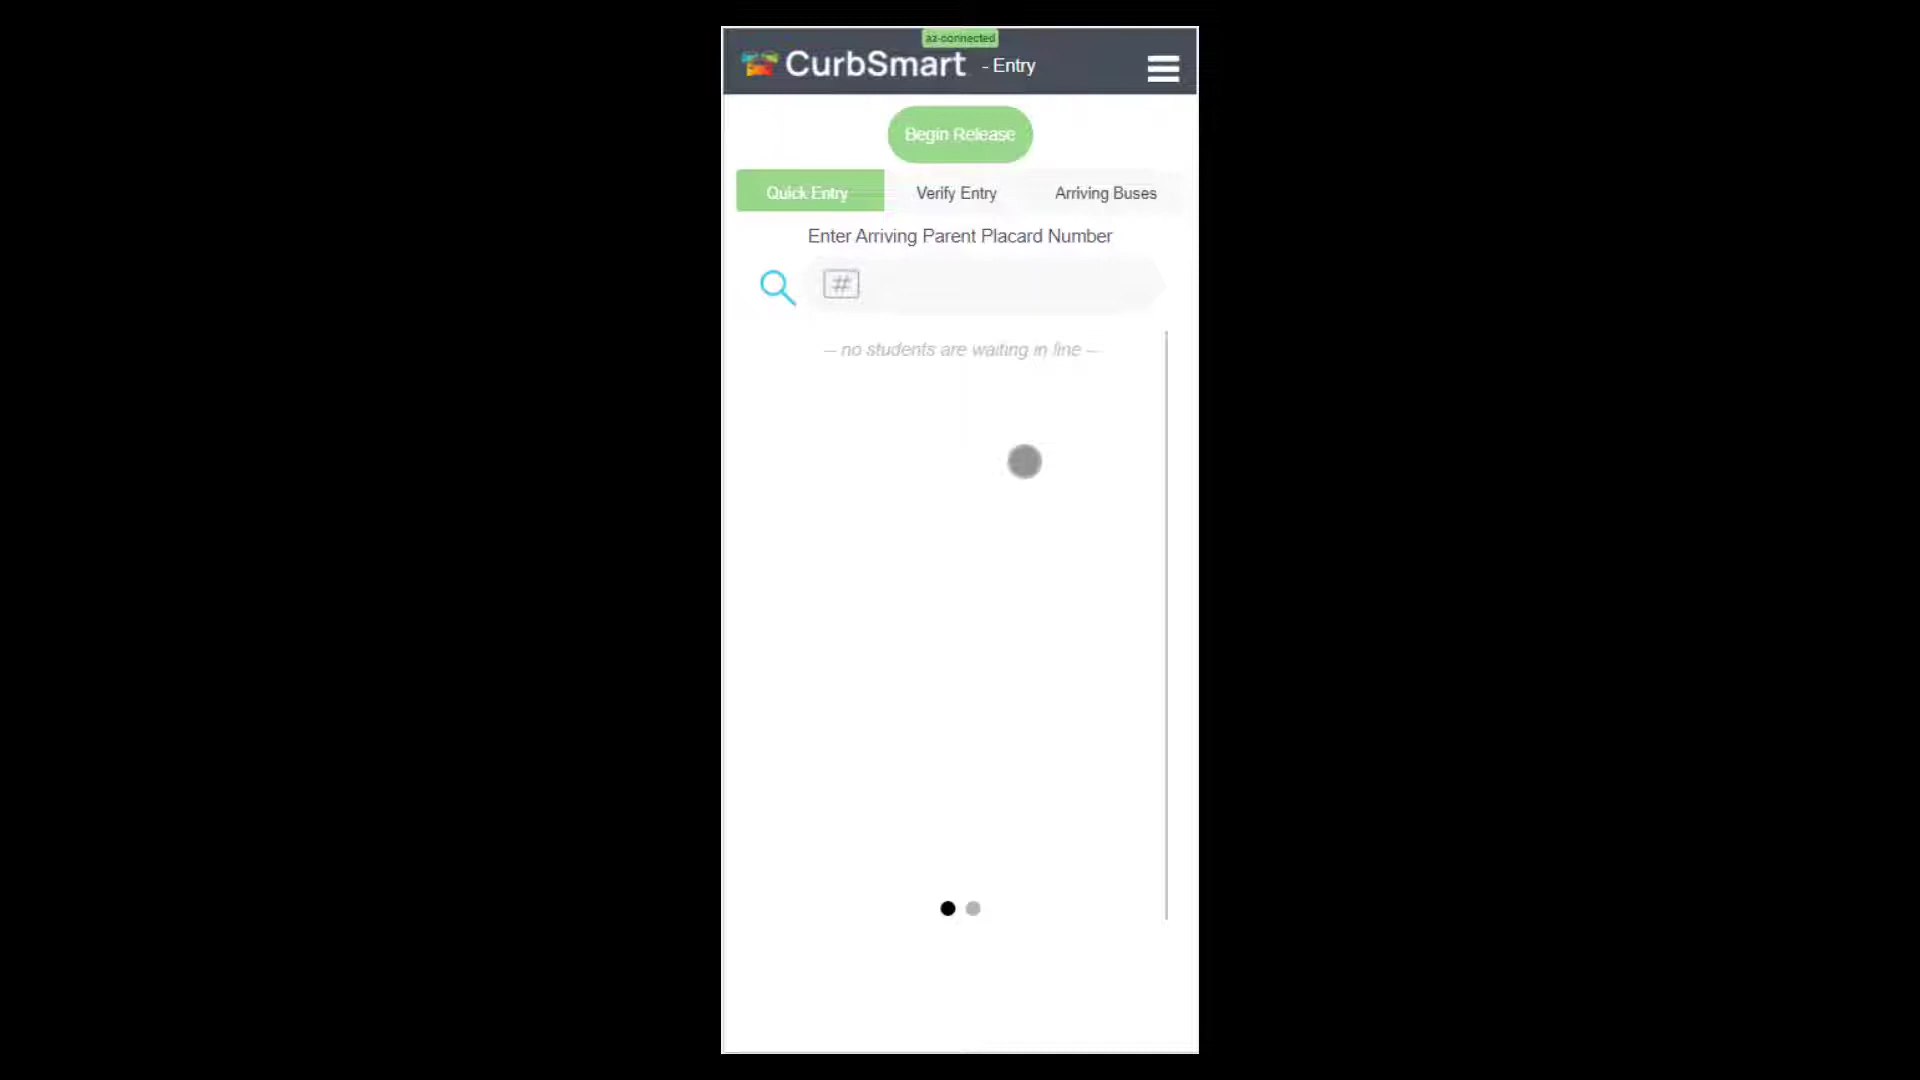 az-connected
CurbSmart - Entry
Begin Release
Quick Entry Verify Entry Arriving Buses
Enter Arriving Parent Placard Number
#
-- no students are waiting in line --